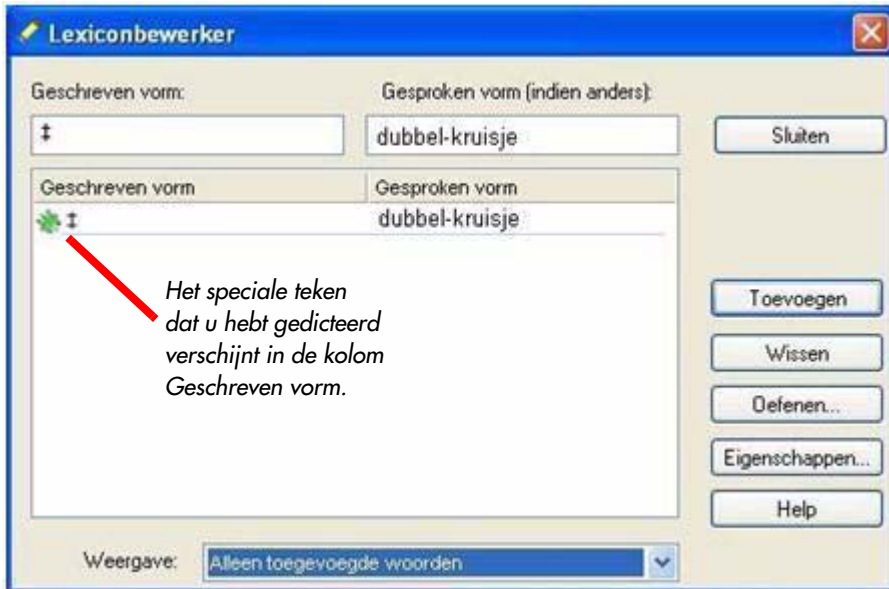 Lexiconbewerker
Geschreven vorm: Gesproken vorm (indien anders):
‡ dubbel-kruisje Sluiten
Geschreven vorm Gesproken vorm
‡ dubbel-kruisje
Het speciale teken
dat u hebt gedicteerd
verschijnt in de kolom
Geschreven vorm.
Toevoegen
Wissen
Oefenen...
Eigenschappen...
Help
Weergave: Alleen toegevoegde woorden